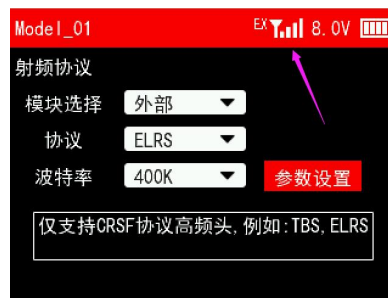 Model_01 EX 8.0V
射频协议
模块选择 外部
协议 ELRS
波特率 400K 参数设置
仅支持CRSF协议高频头,例如:TBS,ELRS